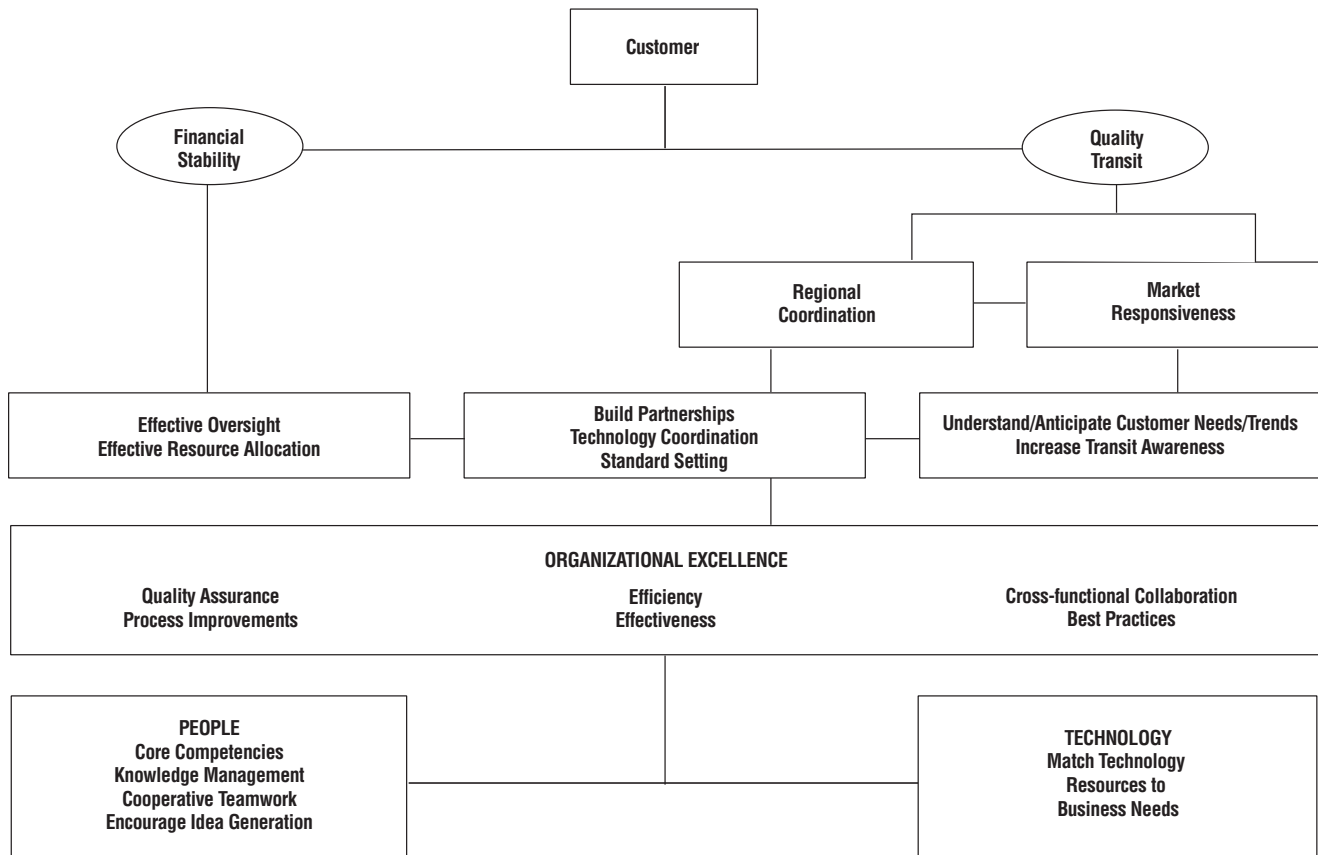 Customer
Financial
Stability
Quality
Transit
Regional
Coordination
Market
Responsiveness
Effective Oversight
Effective Resource Allocation
Build Partnerships
Technology Coordination
Standard Setting
Understand/Anticipate Customer Needs/Trends
Increase Transit Awareness
ORGANIZATIONAL EXCELLENCE
Quality Assurance
Process Improvements
Efficiency
Effectiveness
Cross-functional Collaboration
Best Practices
PEOPLE
Core Competencies
Knowledge Management
Cooperative Teamwork
Encourage Idea Generation
TECHNOLOGY
Match Technology
Resources to
Business Needs